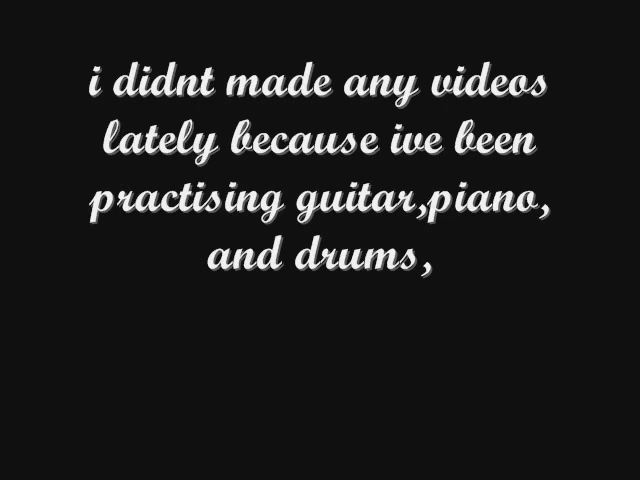 i didnt made any videos
lately because ive been
practising guitar,piano,
and drums,